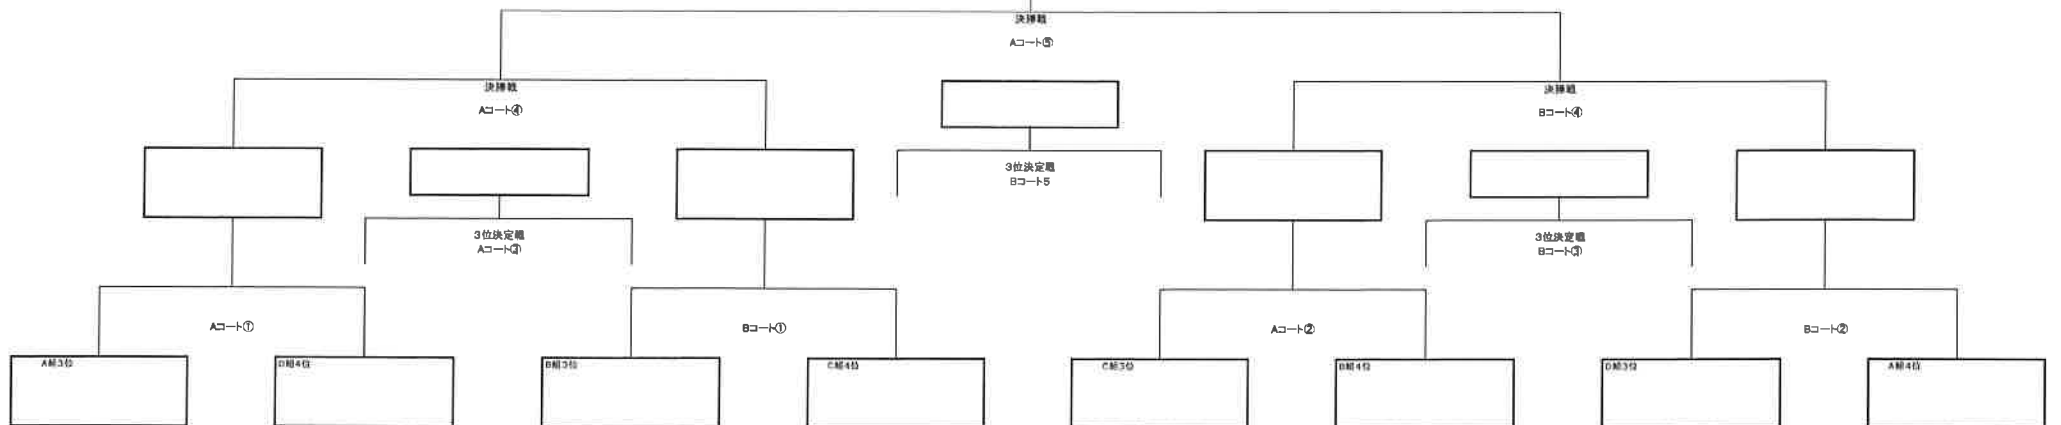 決勝戦
Aコート⑤
決勝戦
Aコート④
決勝戦
Bコート④
3位決定戦
Bコート5
3位決定戦
Aコート③
3位決定戦
Bコート③
Aコート①
Bコート①
Aコート②
Bコート②
A組3位
D組4位
B組3位
C組4位
C組3位
B組4位
D組3位
A組4位